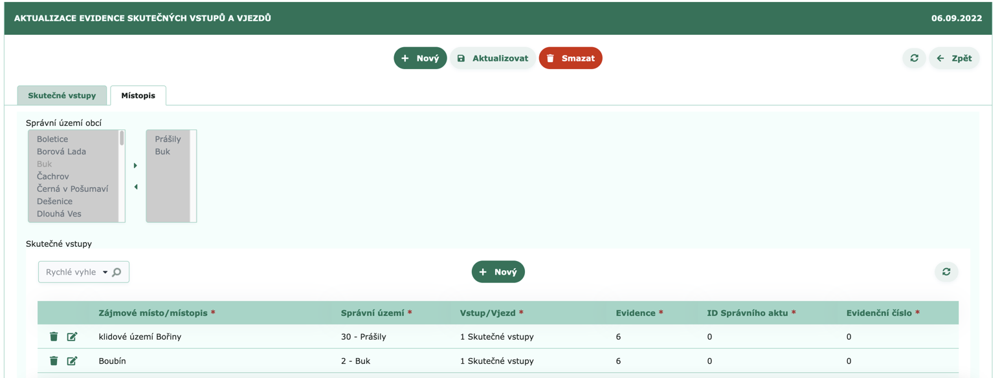 AKTUALIZACE EVIDENCE SKUTEČNÝCH VSTUPŮ A VJEZDŮ 06.09.2022
Nový Aktualizovat Smazat Zpět
Skutečné vstupy Místopis
Správní území obcí
Boletice
Borová Lada
Buk
Čachrov
Černá v Pošumaví
Dešenice
Dlouhá Ves
Prášily
Buk
Skutečné vstupy
Rychlé vyhle Nový
Zájmové místo/místopis * Správní území * Vstup/Vjezd * Evidence * ID Správního aktu * Evidenční číslo *
klidové území Bořiny 30 - Prášily 1 Skutečné vstupy 6 0 0
Boubín 2 - Buk 1 Skutečné vstupy 6 0 0